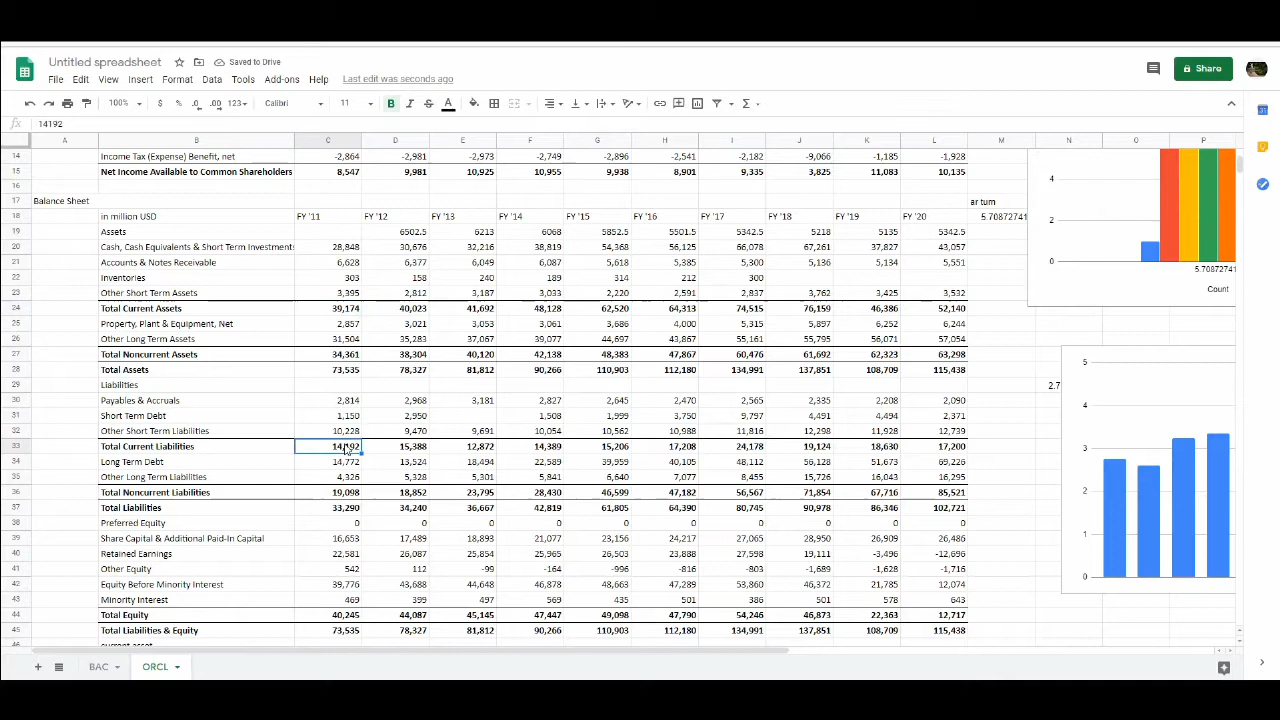 Untitled spreadsheet Saved to Drive
File Edit View Insert Format Data Tools Add-ons Help Last edit was seconds ago
Share
100% $ % .0 .00 123 Calibri 11 B I S A
fx 14192
A B C D E F G H I J K L M N O P
14 Income Tax (Expense) Benefit, net -2,864 -2,981 -2,973 -2,749 -2,896 -2,541 -2,182 -9,066 -1,185 -1,928
15 Net Income Available to Common Shareholders 8,547 9,981 10,925 10,955 9,938 8,901 9,335 3,825 11,083 10,135
16
17 Balance Sheet ar turn
18 in million USD FY '11 FY '12 FY '13 FY '14 FY '15 FY '16 FY '17 FY '18 FY '19 FY '20 5.70872741
19 Assets 6502.5 6213 6068 5852.5 5501.5 5342.5 5218 5135 5342.5
20 Cash, Cash Equivalents & Short Term Investments 28,848 30,676 32,216 38,819 54,368 56,125 66,078 67,261 37,827 43,057
21 Accounts & Notes Receivable 6,628 6,377 6,049 6,087 5,618 5,385 5,300 5,136 5,134 5,551
22 Inventories 303 158 240 189 314 212 300
23 Other Short Term Assets 3,395 2,812 3,187 3,033 2,220 2,591 2,837 3,762 3,425 3,532
24 Total Current Assets 39,174 40,023 41,692 48,128 62,520 64,313 74,515 76,159 46,386 52,140
25 Property, Plant & Equipment, Net 2,857 3,021 3,053 3,061 3,686 4,000 5,315 5,897 6,252 6,244
26 Other Long Term Assets 31,504 35,283 37,067 39,077 44,697 43,867 55,161 55,795 56,071 57,054
27 Total Noncurrent Assets 34,361 38,304 40,120 42,138 48,383 47,867 60,476 61,692 62,323 63,298
28 Total Assets 73,535 78,327 81,812 90,266 110,903 112,180 134,991 137,851 108,709 115,438
29 Liabilities 2.7
30 Payables & Accruals 2,814 2,968 3,181 2,827 2,645 2,470 2,565 2,335 2,208 2,090
31 Short Term Debt 1,150 2,950 1,508 1,999 3,750 9,797 4,491 4,494 2,371
32 Other Short Term Liabilities 10,228 9,470 9,691 10,054 10,562 10,988 11,816 12,298 11,928 12,739
33 Total Current Liabilities 14,192 15,388 12,872 14,389 15,206 17,208 24,178 19,124 18,630 17,200
34 Long Term Debt 14,772 13,524 18,494 22,589 39,959 40,105 48,112 56,128 51,673 69,226
35 Other Long Term Liabilities 4,326 5,328 5,301 5,841 6,640 7,077 8,455 15,726 16,043 16,295
36 Total Noncurrent Liabilities 19,098 18,852 23,795 28,430 46,599 47,182 56,567 71,854 67,716 85,521
37 Total Liabilities 33,290 34,240 36,667 42,819 61,805 64,390 80,745 90,978 86,346 102,721
38 Preferred Equity 0 0 0 0 0 0 0 0 0 0
39 Share Capital & Additional Paid-In Capital 16,653 17,489 18,893 21,077 23,156 24,217 27,065 28,950 26,909 26,486
40 Retained Earnings 22,581 26,087 25,854 25,965 26,503 23,888 27,598 19,111 -3,496 -12,696
41 Other Equity 542 112 -99 -164 -996 -816 -803 -1,689 -1,628 -1,716
42 Equity Before Minority Interest 39,776 43,688 44,648 46,878 48,663 47,289 53,860 46,372 21,785 12,074
43 Minority Interest 469 399 497 569 435 501 386 501 578 643
44 Total Equity 40,245 44,087 45,145 47,447 49,098 47,790 54,246 46,873 22,363 12,717
45 Total Liabilities & Equity 73,535 78,327 81,812 90,266 110,903 112,180 134,991 137,851 108,709 115,438
current asset
4
2
0
5.70872741
Count
5
4
3
2
1
0
BAC ORCL